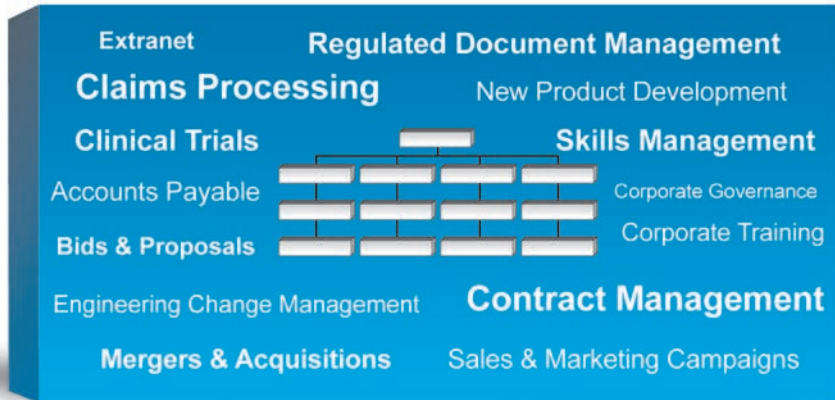 Extranet
Regulated Document Management
Claims Processing
New Product Development
Clinical Trials
Skills Management
Accounts Payable
Corporate Governance
Bids & Proposals
Corporate Training
Engineering Change Management
Contract Management
Mergers & Acquisitions
Sales & Marketing Campaigns